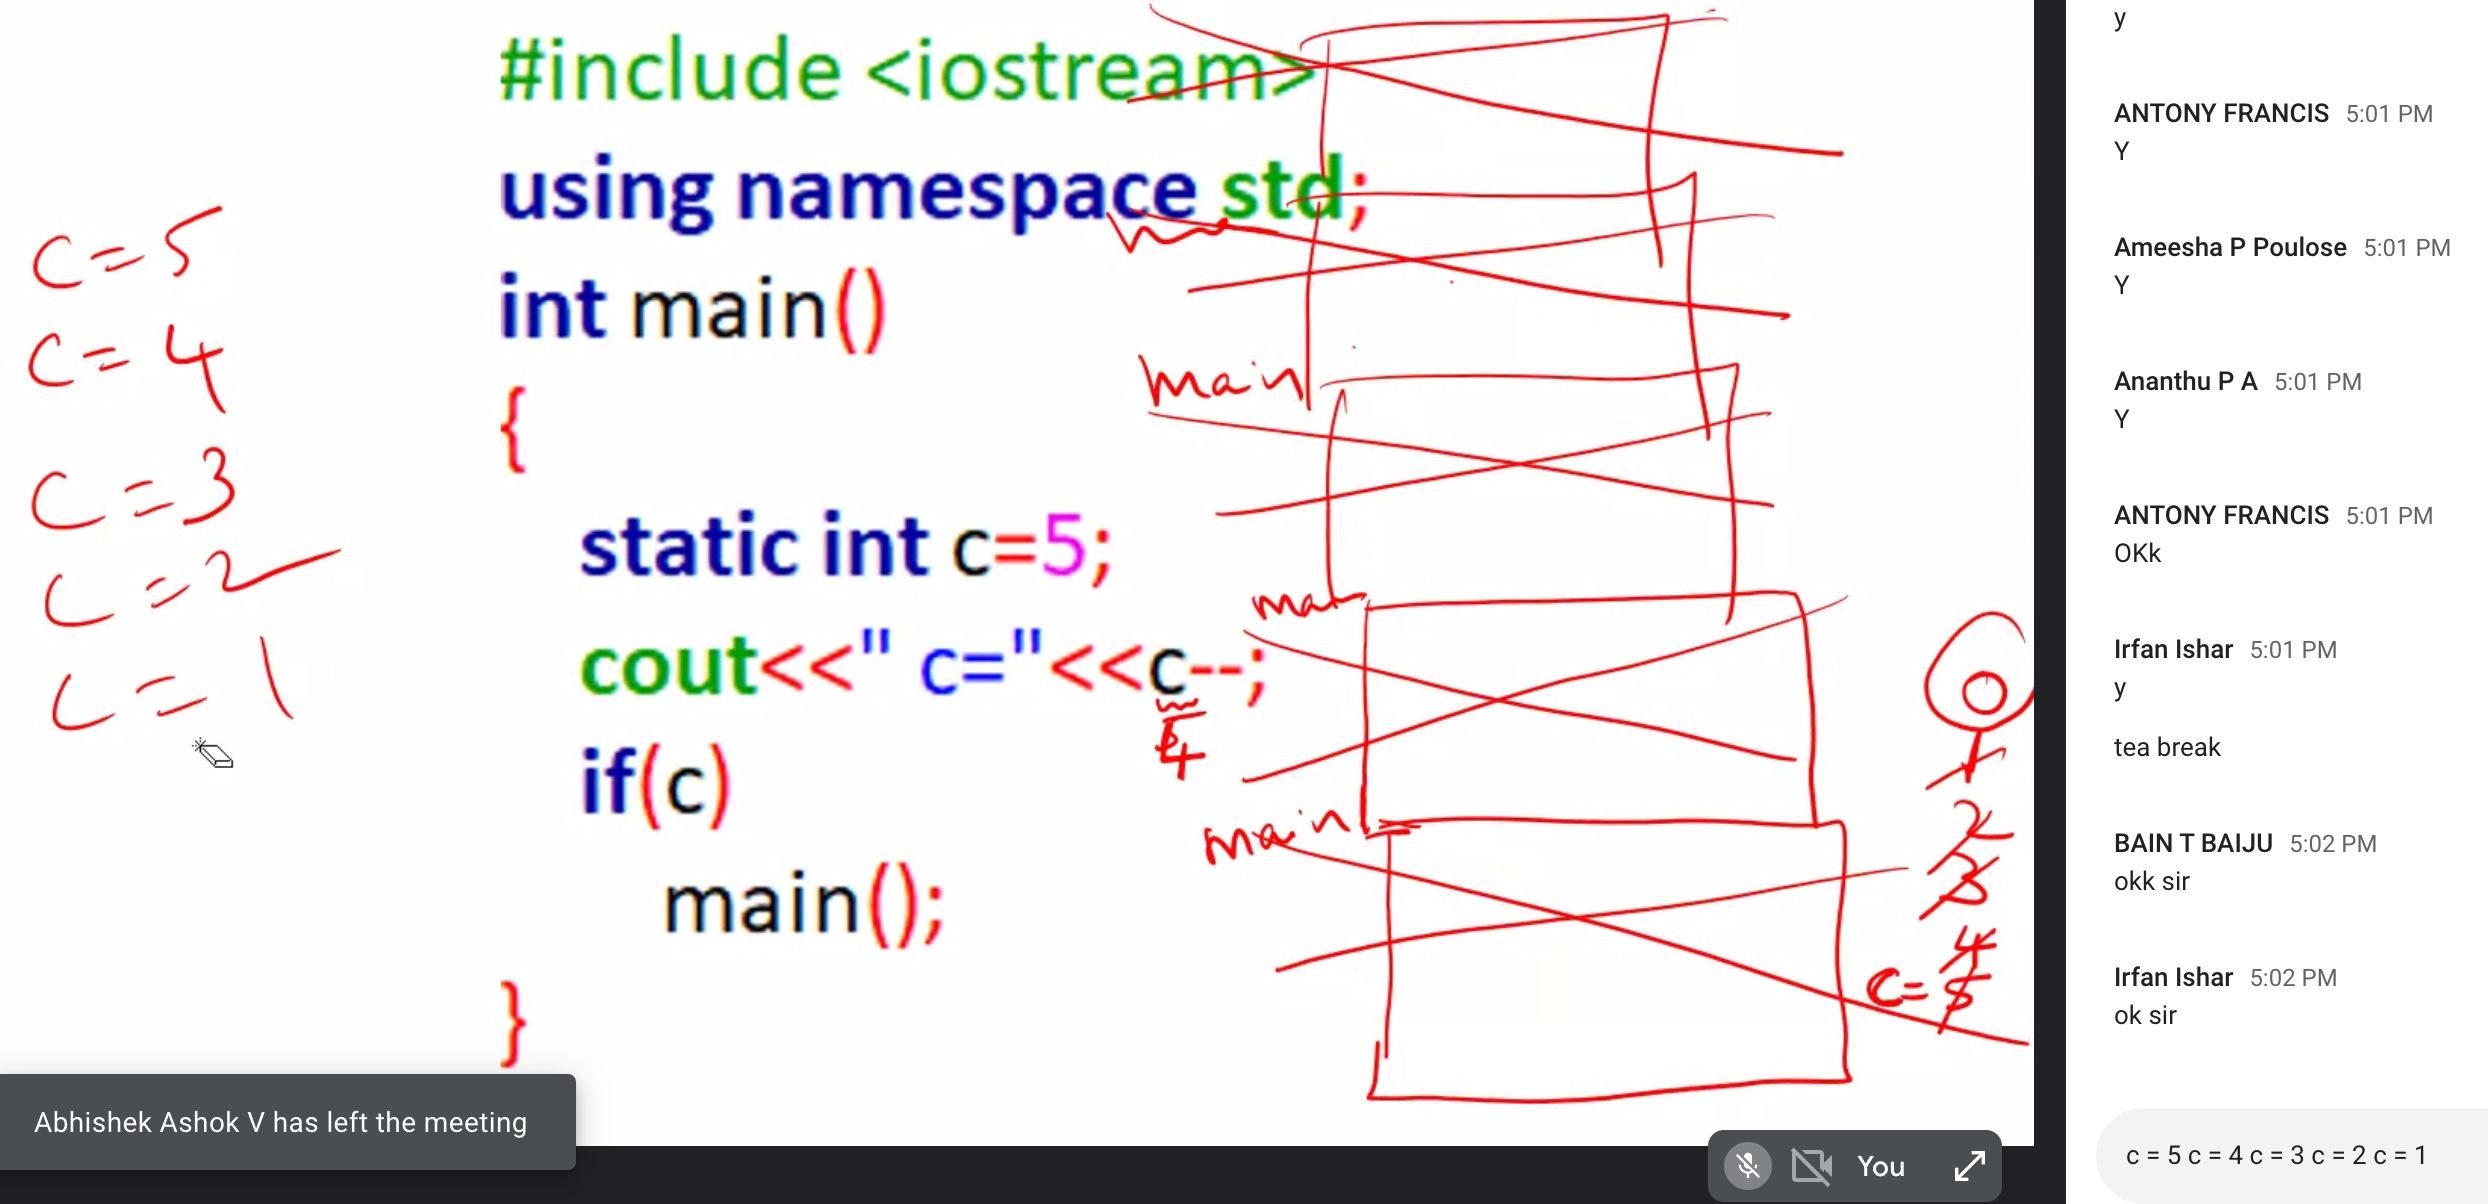 #include <iostream>
using namespace std;
int main()
{
static int c=5;
cout<<" c="<<c--;
if(c)
main();
}
c=5
c=4
c=3
c=2
c=1
main
ma
main
4
0
1
2
3
4
c=5
y
ANTONY FRANCIS 5:01 PM
Y
Ameesha P Poulose 5:01 PM
Y
Ananthu P A 5:01 PM
Y
ANTONY FRANCIS 5:01 PM
OKk
Irfan Ishar 5:01 PM
y
tea break
BAIN T BAIJU 5:02 PM
okk sir
Irfan Ishar 5:02 PM
ok sir
c = 5 c = 4 c = 3 c = 2 c = 1
Abhishek Ashok V has left the meeting
You